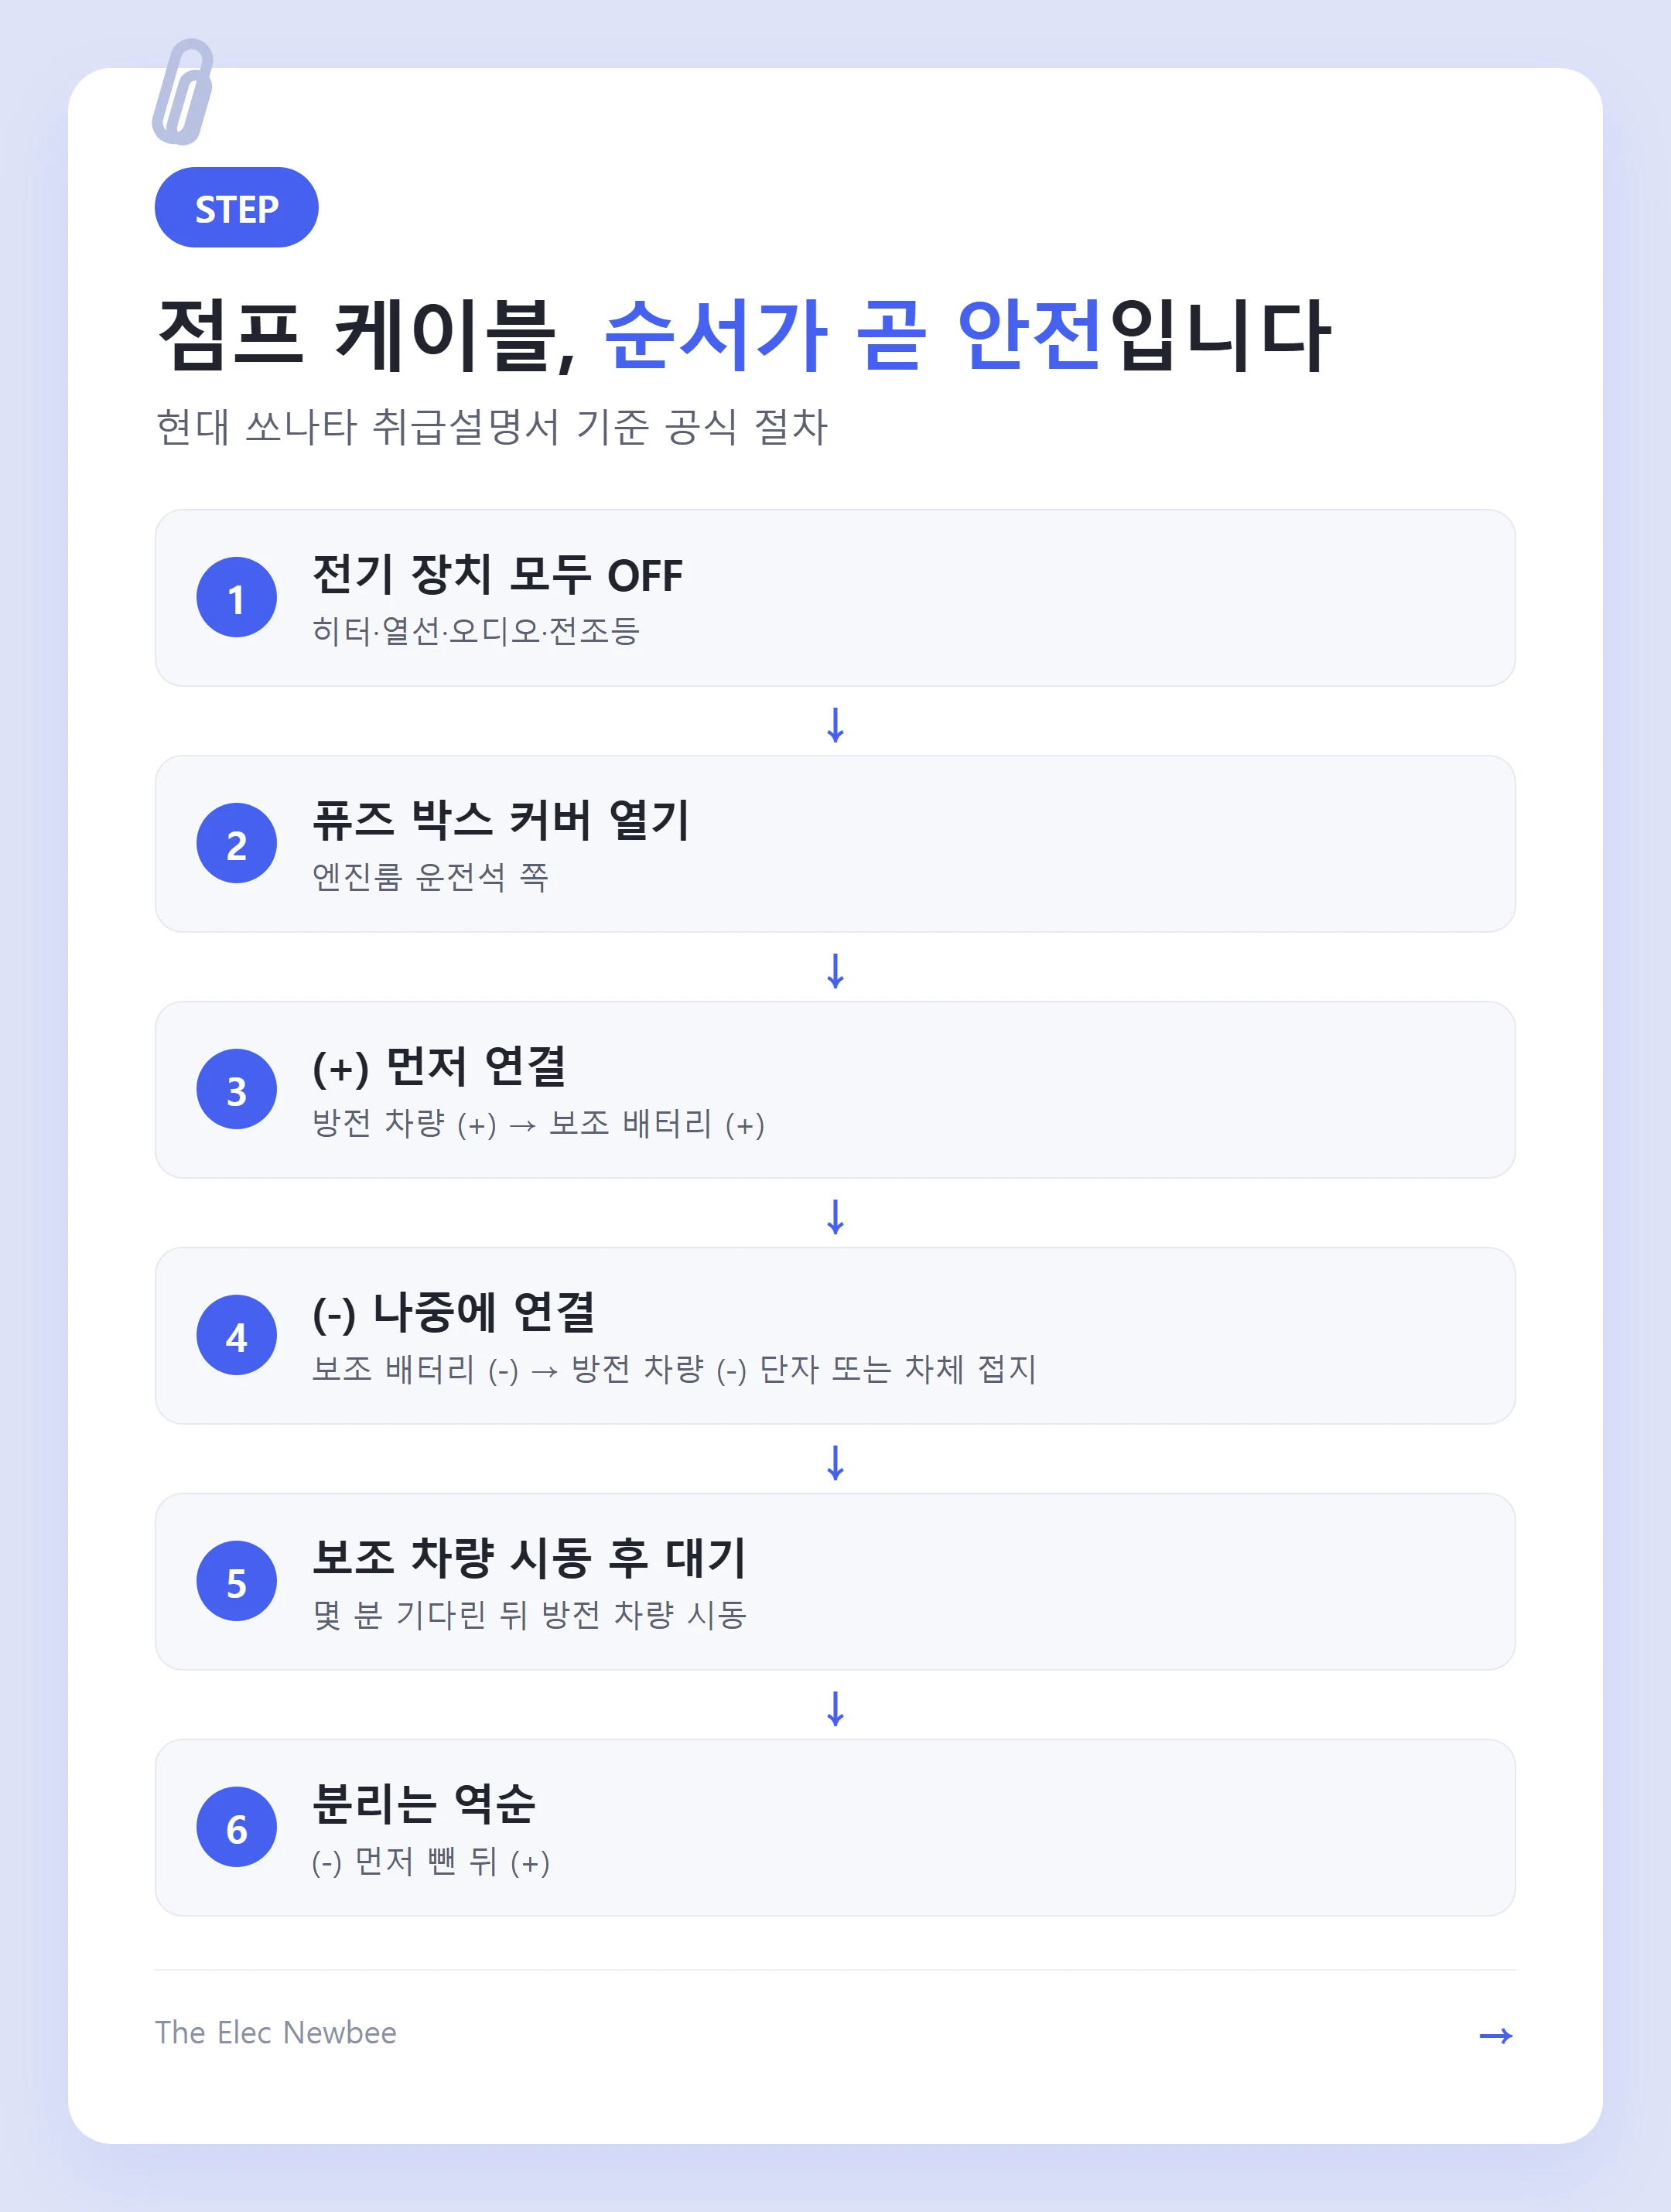 STEP
점프 케이블, 순서가 곧 안전입니다
현대 쏘나타 취급설명서 기준 공식 절차
1
전기 장치 모두 OFF
히터·열선·오디오·전조등
↓
2
퓨즈 박스 커버 열기
엔진룸 운전석 쪽
↓
3
(+) 먼저 연결
방전 차량 (+) → 보조 배터리 (+)
↓
4
(-) 나중에 연결
보조 배터리 (-) → 방전 차량 (-) 단자 또는 차체 접지
↓
5
보조 차량 시동 후 대기
몇 분 기다린 뒤 방전 차량 시동
↓
6
분리는 역순
(-) 먼저 뺀 뒤 (+)
The Elec Newbee →